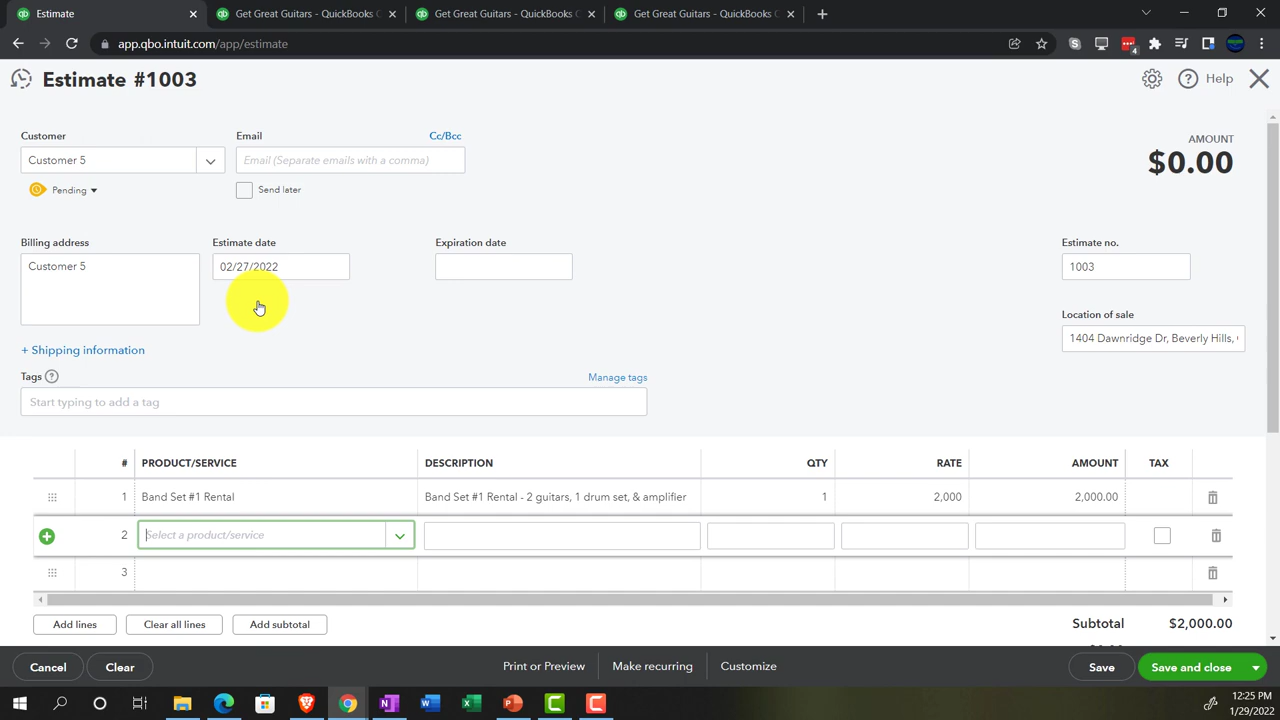 Estimate
Get Great Guitars - QuickBooks C
Get Great Guitars - QuickBooks C
Get Great Guitars - QuickBooks C
app.qbo.intuit.com/app/estimate
4
Estimate #1003
Help
Customer
Email
Cc/Bcc
AMOUNT
Customer 5
Email (Separate emails with a comma)
$0.00
Pending
Send later
Billing address
Estimate date
Expiration date
Estimate no.
Customer 5
02/27/2022
1003
Location of sale
1404 Dawnridge Dr, Beverly Hills,
+ Shipping information
Tags
Manage tags
Start typing to add a tag
# PRODUCT/SERVICE DESCRIPTION QTY RATE AMOUNT TAX
1 Band Set #1 Rental Band Set #1 Rental - 2 guitars, 1 drum set, & amplifier 1 2,000 2,000.00
2 Select a product/service
3
Add lines
Clear all lines
Add subtotal
Subtotal $2,000.00
Cancel
Clear
Print or Preview
Make recurring
Customize
Save
Save and close
12:25 PM
1/29/2022